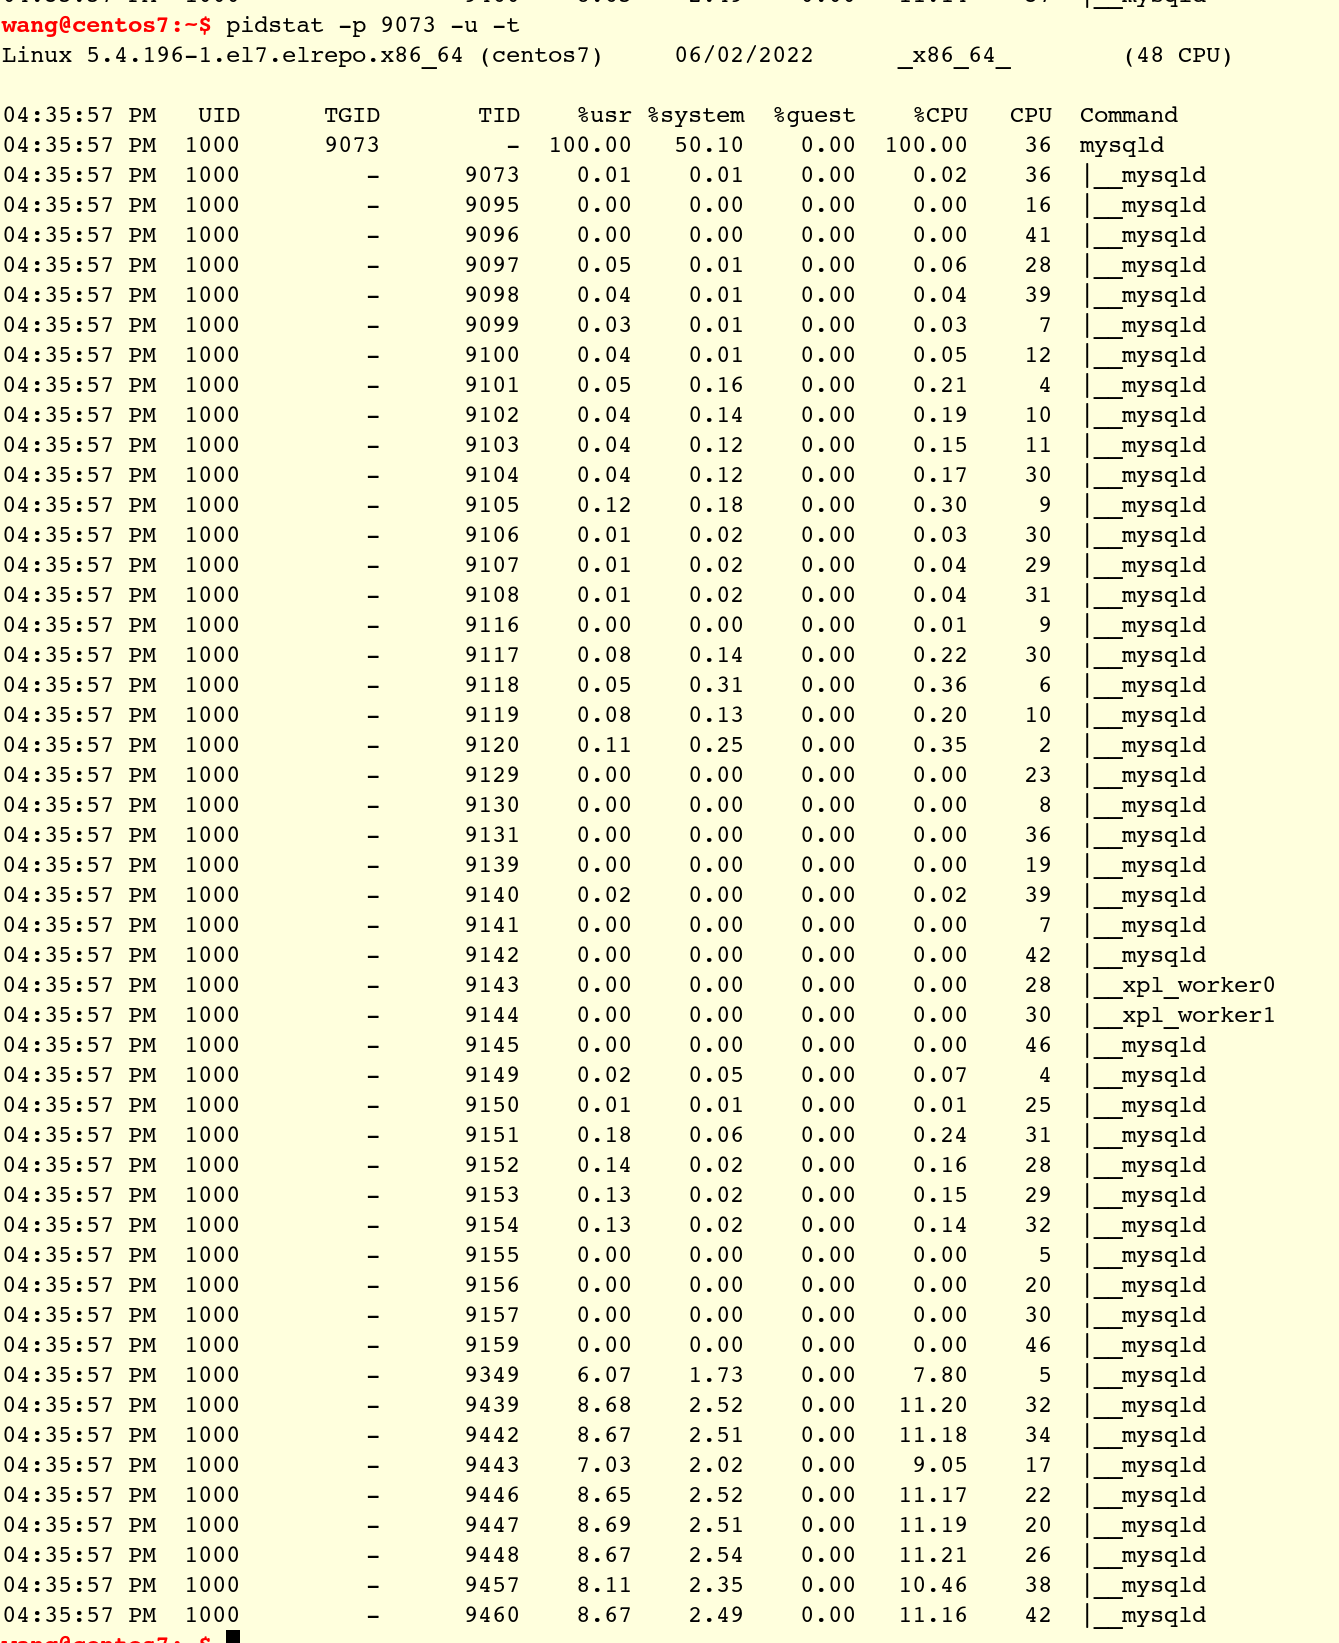 wang@centos7:~$ pidstat -p 9073 -u -t
Linux 5.4.196-1.el7.elrepo.x86_64 (centos7) 06/02/2022 _x86_64_ (48 CPU)
04:35:57 PM UID TGID TID %usr %system %guest %CPU CPU Command
04:35:57 PM 1000 9073 - 100.00 50.10 0.00 100.00 36 mysqld
04:35:57 PM 1000 - 9073 0.01 0.01 0.00 0.02 36 |__mysqld
04:35:57 PM 1000 - 9095 0.00 0.00 0.00 0.00 16 |__mysqld
04:35:57 PM 1000 - 9096 0.00 0.00 0.00 0.00 41 |__mysqld
04:35:57 PM 1000 - 9097 0.05 0.01 0.00 0.06 28 |__mysqld
04:35:57 PM 1000 - 9098 0.04 0.01 0.00 0.04 39 |__mysqld
04:35:57 PM 1000 - 9099 0.03 0.01 0.00 0.03 7 |__mysqld
04:35:57 PM 1000 - 9100 0.04 0.01 0.00 0.05 12 |__mysqld
04:35:57 PM 1000 - 9101 0.05 0.16 0.00 0.21 4 |__mysqld
04:35:57 PM 1000 - 9102 0.04 0.14 0.00 0.19 10 |__mysqld
04:35:57 PM 1000 - 9103 0.04 0.12 0.00 0.15 11 |__mysqld
04:35:57 PM 1000 - 9104 0.04 0.12 0.00 0.17 30 |__mysqld
04:35:57 PM 1000 - 9105 0.12 0.18 0.00 0.30 9 |__mysqld
04:35:57 PM 1000 - 9106 0.01 0.02 0.00 0.03 30 |__mysqld
04:35:57 PM 1000 - 9107 0.01 0.02 0.00 0.04 29 |__mysqld
04:35:57 PM 1000 - 9108 0.01 0.02 0.00 0.04 31 |__mysqld
04:35:57 PM 1000 - 9116 0.00 0.00 0.00 0.01 9 |__mysqld
04:35:57 PM 1000 - 9117 0.08 0.14 0.00 0.22 30 |__mysqld
04:35:57 PM 1000 - 9118 0.05 0.31 0.00 0.36 6 |__mysqld
04:35:57 PM 1000 - 9119 0.08 0.13 0.00 0.20 10 |__mysqld
04:35:57 PM 1000 - 9120 0.11 0.25 0.00 0.35 2 |__mysqld
04:35:57 PM 1000 - 9129 0.00 0.00 0.00 0.00 23 |__mysqld
04:35:57 PM 1000 - 9130 0.00 0.00 0.00 0.00 8 |__mysqld
04:35:57 PM 1000 - 9131 0.00 0.00 0.00 0.00 36 |__mysqld
04:35:57 PM 1000 - 9139 0.00 0.00 0.00 0.00 19 |__mysqld
04:35:57 PM 1000 - 9140 0.02 0.00 0.00 0.02 39 |__mysqld
04:35:57 PM 1000 - 9141 0.00 0.00 0.00 0.00 7 |__mysqld
04:35:57 PM 1000 - 9142 0.00 0.00 0.00 0.00 42 |__mysqld
04:35:57 PM 1000 - 9143 0.00 0.00 0.00 0.00 28 |__xpl_worker0
04:35:57 PM 1000 - 9144 0.00 0.00 0.00 0.00 30 |__xpl_worker1
04:35:57 PM 1000 - 9145 0.00 0.00 0.00 0.00 46 |__mysqld
04:35:57 PM 1000 - 9149 0.02 0.05 0.00 0.07 4 |__mysqld
04:35:57 PM 1000 - 9150 0.01 0.01 0.00 0.01 25 |__mysqld
04:35:57 PM 1000 - 9151 0.18 0.06 0.00 0.24 31 |__mysqld
04:35:57 PM 1000 - 9152 0.14 0.02 0.00 0.16 28 |__mysqld
04:35:57 PM 1000 - 9153 0.13 0.02 0.00 0.15 29 |__mysqld
04:35:57 PM 1000 - 9154 0.13 0.02 0.00 0.14 32 |__mysqld
04:35:57 PM 1000 - 9155 0.00 0.00 0.00 0.00 5 |__mysqld
04:35:57 PM 1000 - 9156 0.00 0.00 0.00 0.00 20 |__mysqld
04:35:57 PM 1000 - 9157 0.00 0.00 0.00 0.00 30 |__mysqld
04:35:57 PM 1000 - 9159 0.00 0.00 0.00 0.00 46 |__mysqld
04:35:57 PM 1000 - 9349 6.07 1.73 0.00 7.80 5 |__mysqld
04:35:57 PM 1000 - 9439 8.68 2.52 0.00 11.20 32 |__mysqld
04:35:57 PM 1000 - 9442 8.67 2.51 0.00 11.18 34 |__mysqld
04:35:57 PM 1000 - 9443 7.03 2.02 0.00 9.05 17 |__mysqld
04:35:57 PM 1000 - 9446 8.65 2.52 0.00 11.17 22 |__mysqld
04:35:57 PM 1000 - 9447 8.69 2.51 0.00 11.19 20 |__mysqld
04:35:57 PM 1000 - 9448 8.67 2.54 0.00 11.21 26 |__mysqld
04:35:57 PM 1000 - 9457 8.11 2.35 0.00 10.46 38 |__mysqld
04:35:57 PM 1000 - 9460 8.67 2.49 0.00 11.16 42 |__mysqld
wang@centos7:~$